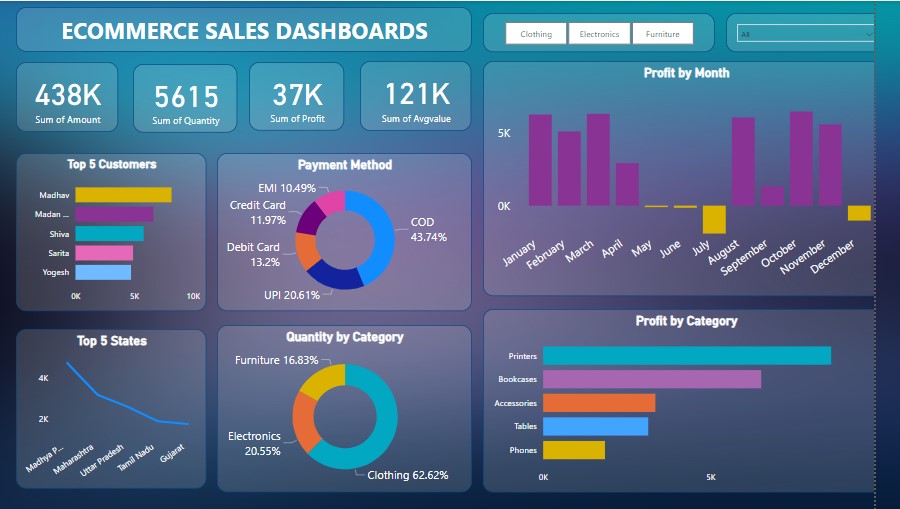 ECOMMERCE SALES DASHBOARDS
Clothing
Electronics
Furniture
All
438K
Sum of Amount
5615
Sum of Quantity
37K
Sum of Profit
121K
Sum of Avgvalue
Profit by Month
5K
0K
January
February
March
April
May
June
July
August
September
October
November
December
Top 5 Customers
Madhav
Madan ...
Shiva
Sarita
Yogesh
0K
5K
10K
Payment Method
EMI 10.49%
Credit Card
11.97%
Debit Card
13.2%
UPI 20.61%
COD
43.74%
Top 5 States
4K
2K
Madhya P...
Maharashtra
Uttar Pradesh
Tamil Nadu
Gujarat
Quantity by Category
Furniture 16.83%
Electronics
20.55%
Clothing 62.62%
Profit by Category
Printers
Bookcases
Accessories
Tables
Phones
0K
5K